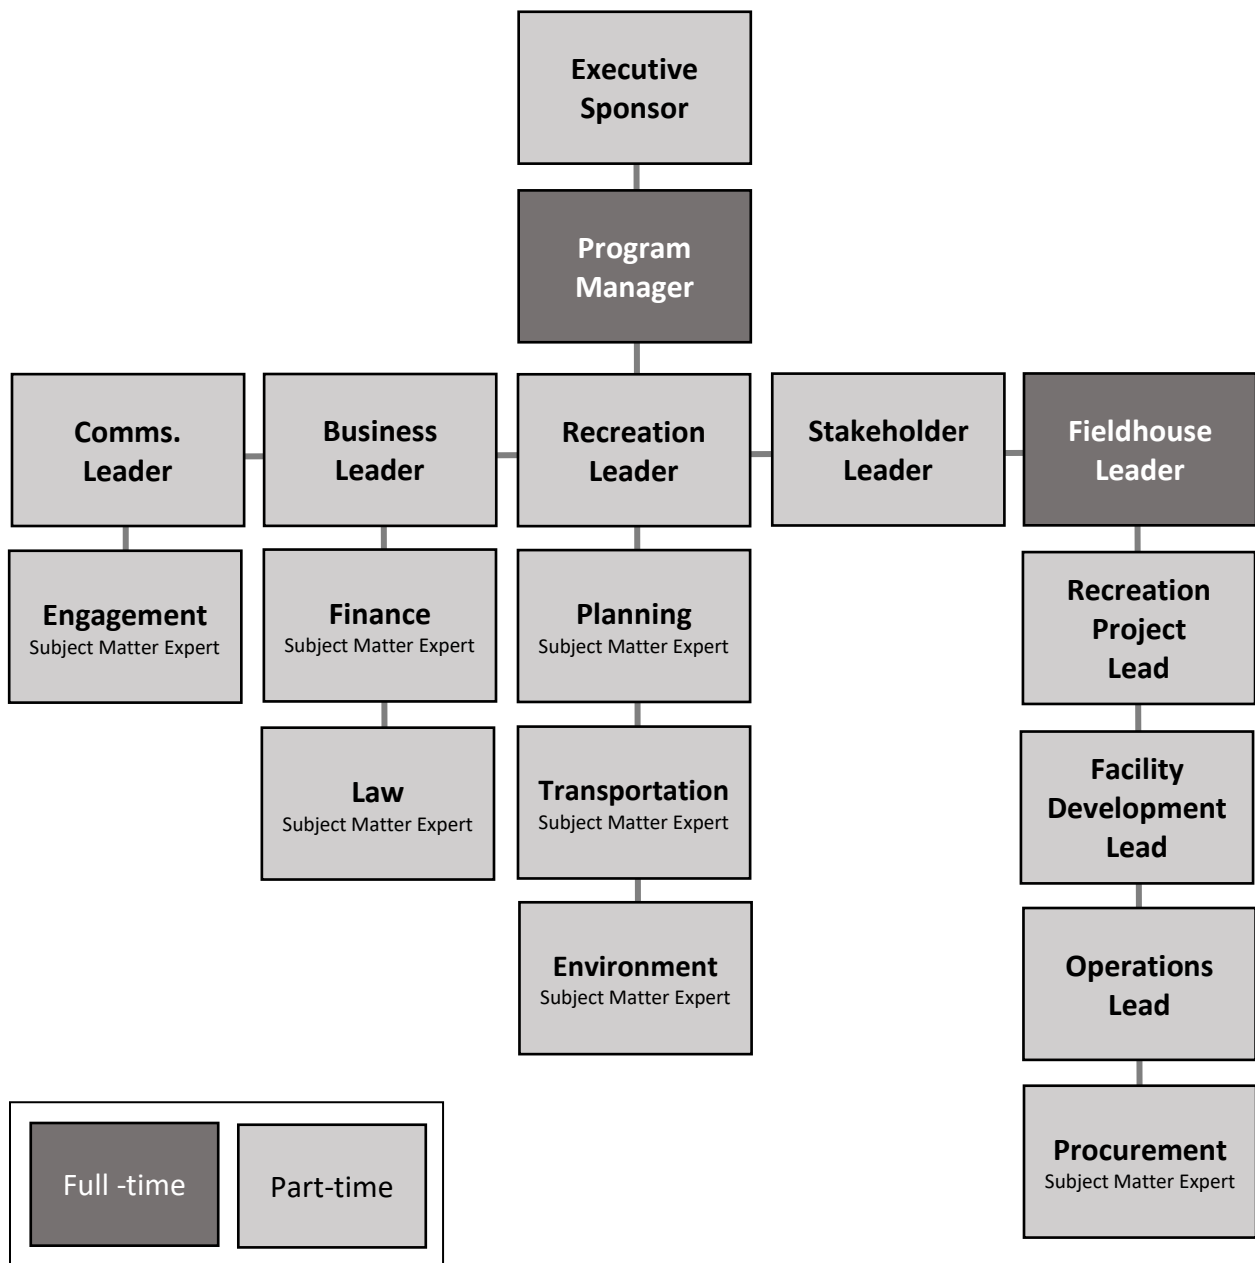 Executive
Sponsor
Program
Manager
Comms.
Leader
Business
Leader
Recreation
Leader
Stakeholder
Leader
Fieldhouse
Leader
Engagement
Subject Matter Expert
Finance
Subject Matter Expert
Planning
Subject Matter Expert
Recreation
Project
Lead
Law
Subject Matter Expert
Transportation
Subject Matter Expert
Facility
Development
Lead
Environment
Subject Matter Expert
Operations
Lead
Procurement
Subject Matter Expert
Full -time
Part-time